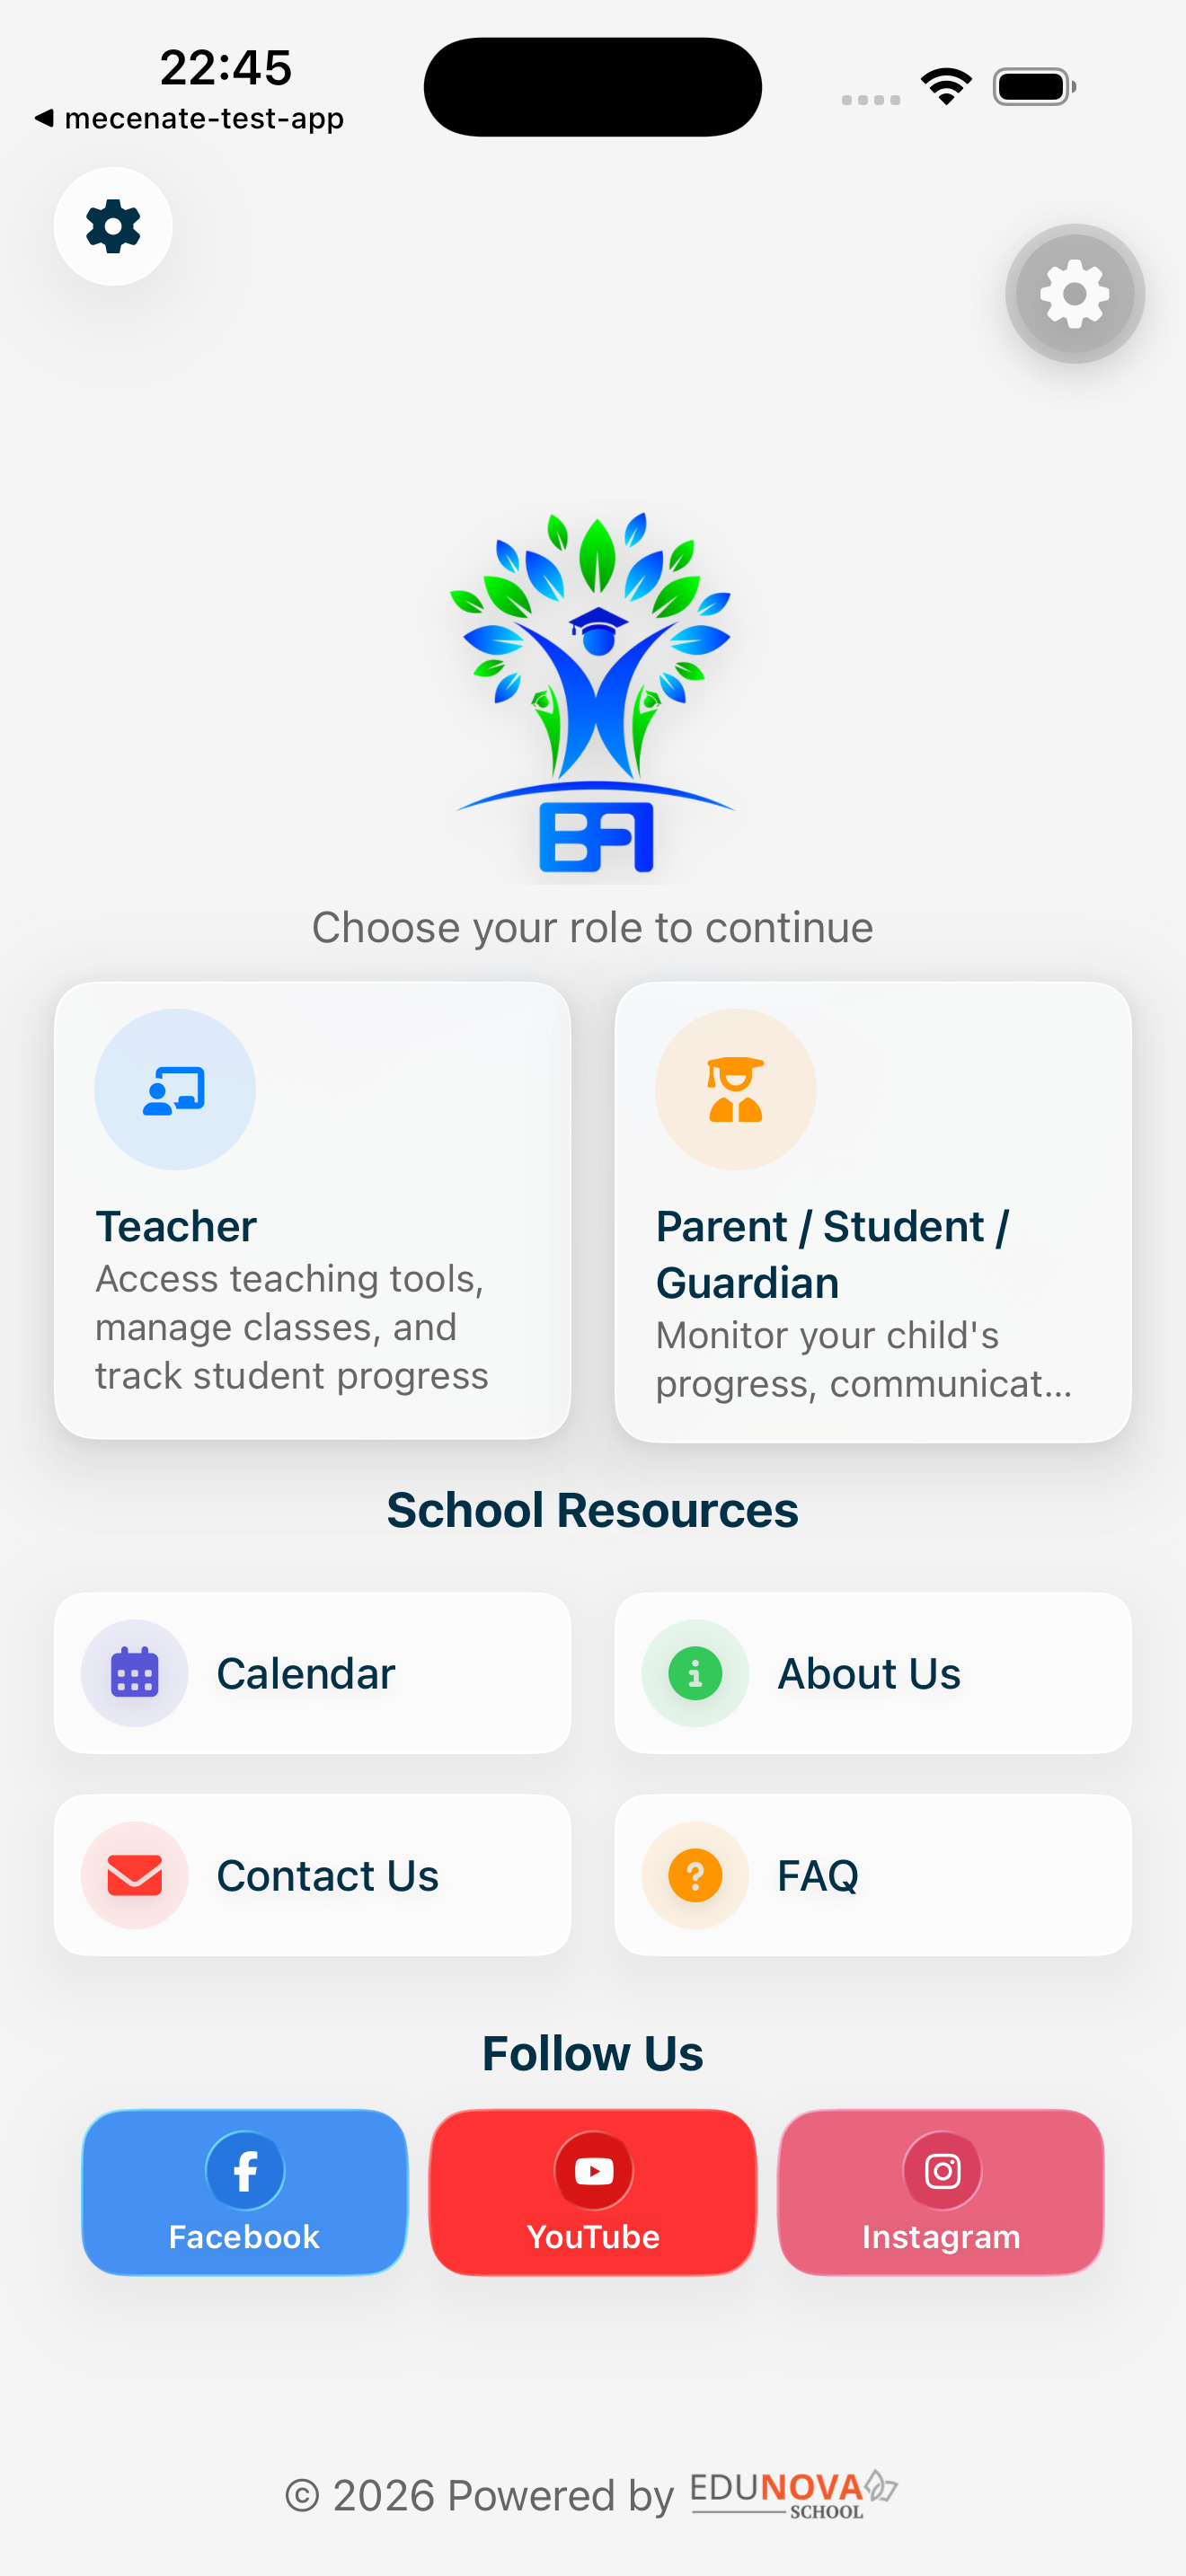 22:45
mecenate-test-app
BA
Choose your role to continue
Teacher
Access teaching tools,
manage classes, and
track student progress
Parent / Student /
Guardian
Monitor your child's
progress, communicat...
School Resources
Calendar
About Us
Contact Us
FAQ
Follow Us
Facebook
YouTube
Instagram
© 2026 Powered by EDUNOVA
SCHOOL